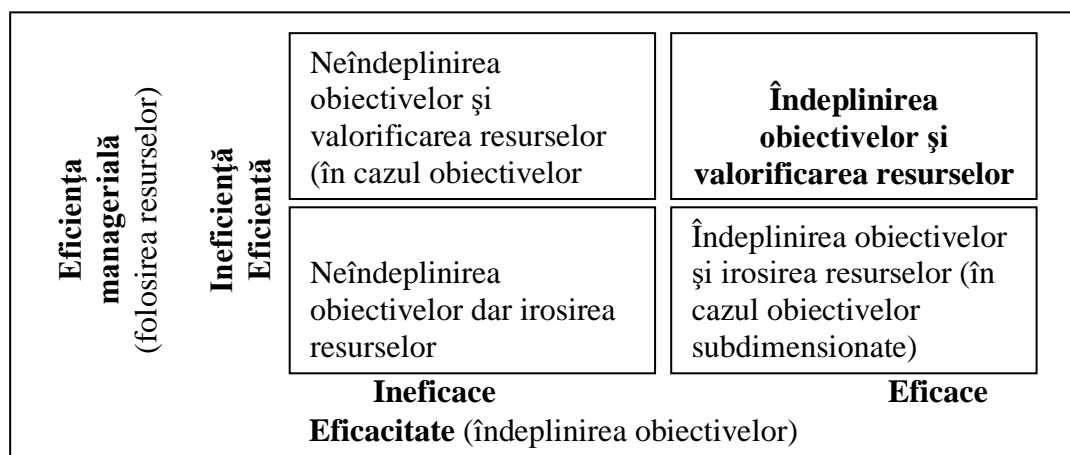 Eficiența
managerială
(folosirea resurselor)
Ineficienţă
Eficientă
Neîndeplinirea
obiectivelor şi
valorificarea resurselor
(în cazul obiectivelor
Îndeplinirea
obiectivelor şi
valorificarea resurselor
Neîndeplinirea
obiectivelor dar irosirea
resurselor
Îndeplinirea obiectivelor
şi irosirea resurselor (în
cazul obiectivelor
subdimensionate)
Ineficace
Eficace
Eficacitate (îndeplinirea obiectivelor)